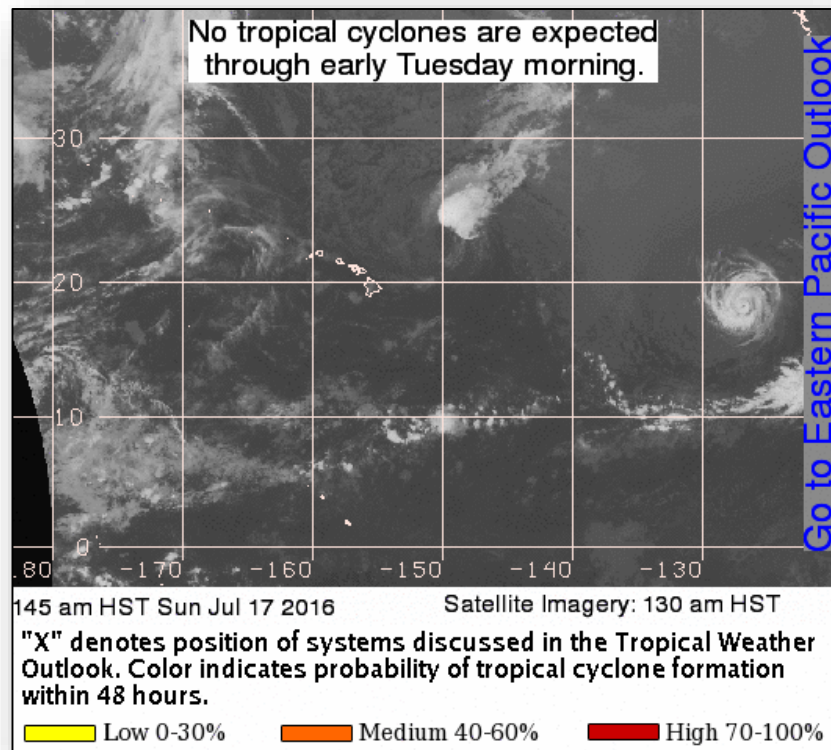 No tropical cyclones are expected
through early Tuesday morning.
Go to Eastern Pacific Outlook
30
20
10
0
.80 -170 -160 -150 -140 -130
145 am HST Sun Jul 17 2016 Satellite Imagery: 130 am HST
"X" denotes position of systems discussed in the Tropical Weather
Outlook. Color indicates probability of tropical cyclone formation
within 48 hours.
Low 0-30% Medium 40-60% High 70-100%